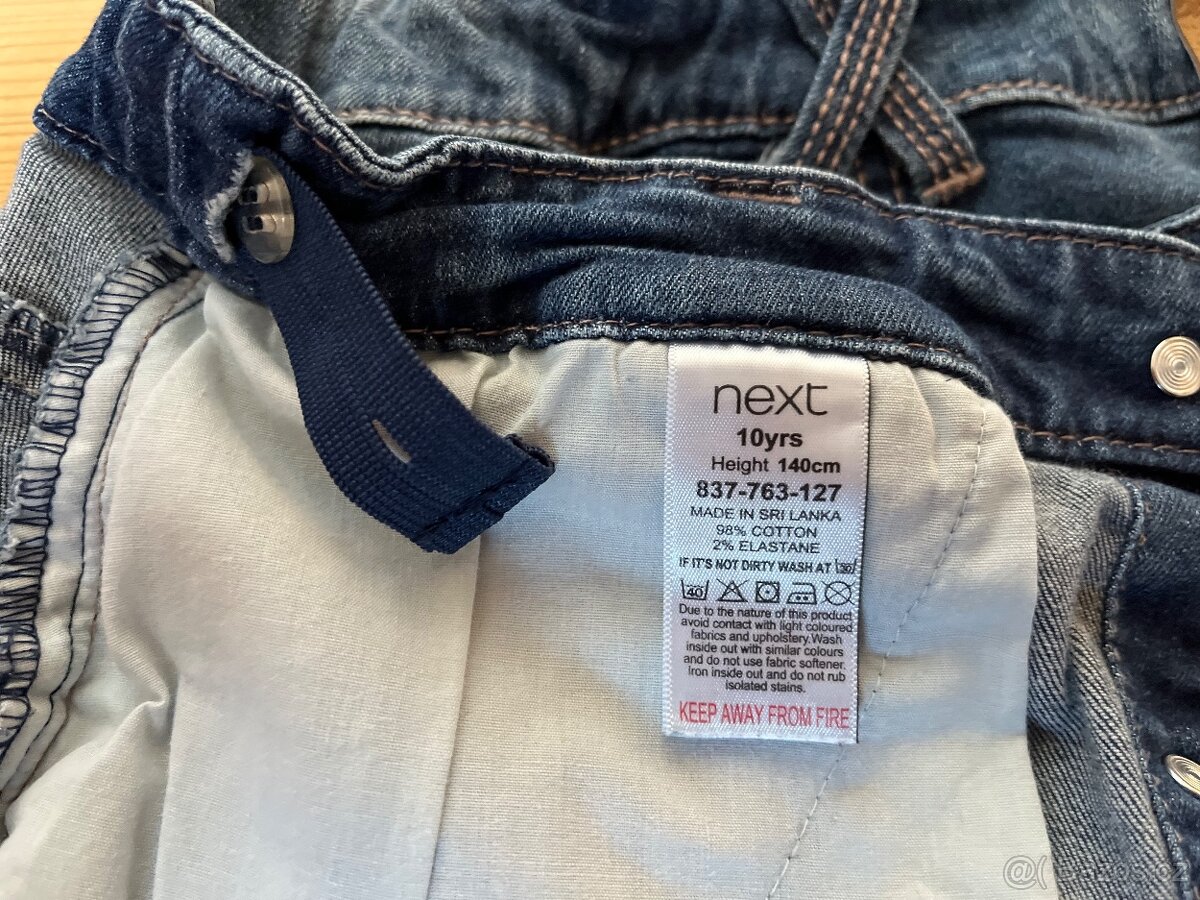 next
10yrs
Height 140cm
837-763-127
MADE IN SRI LANKA
98% COTTON
2% ELASTANE
IF IT'S NOT DIRTY WASH AT 30
40
Due to the nature of this product
avoid contact with light coloured
fabrics and upholstery.Wash
inside out with similar colours
and do not use fabric softener.
Iron inside out and do not rub
isolated stains.
KEEP AWAY FROM FIRE